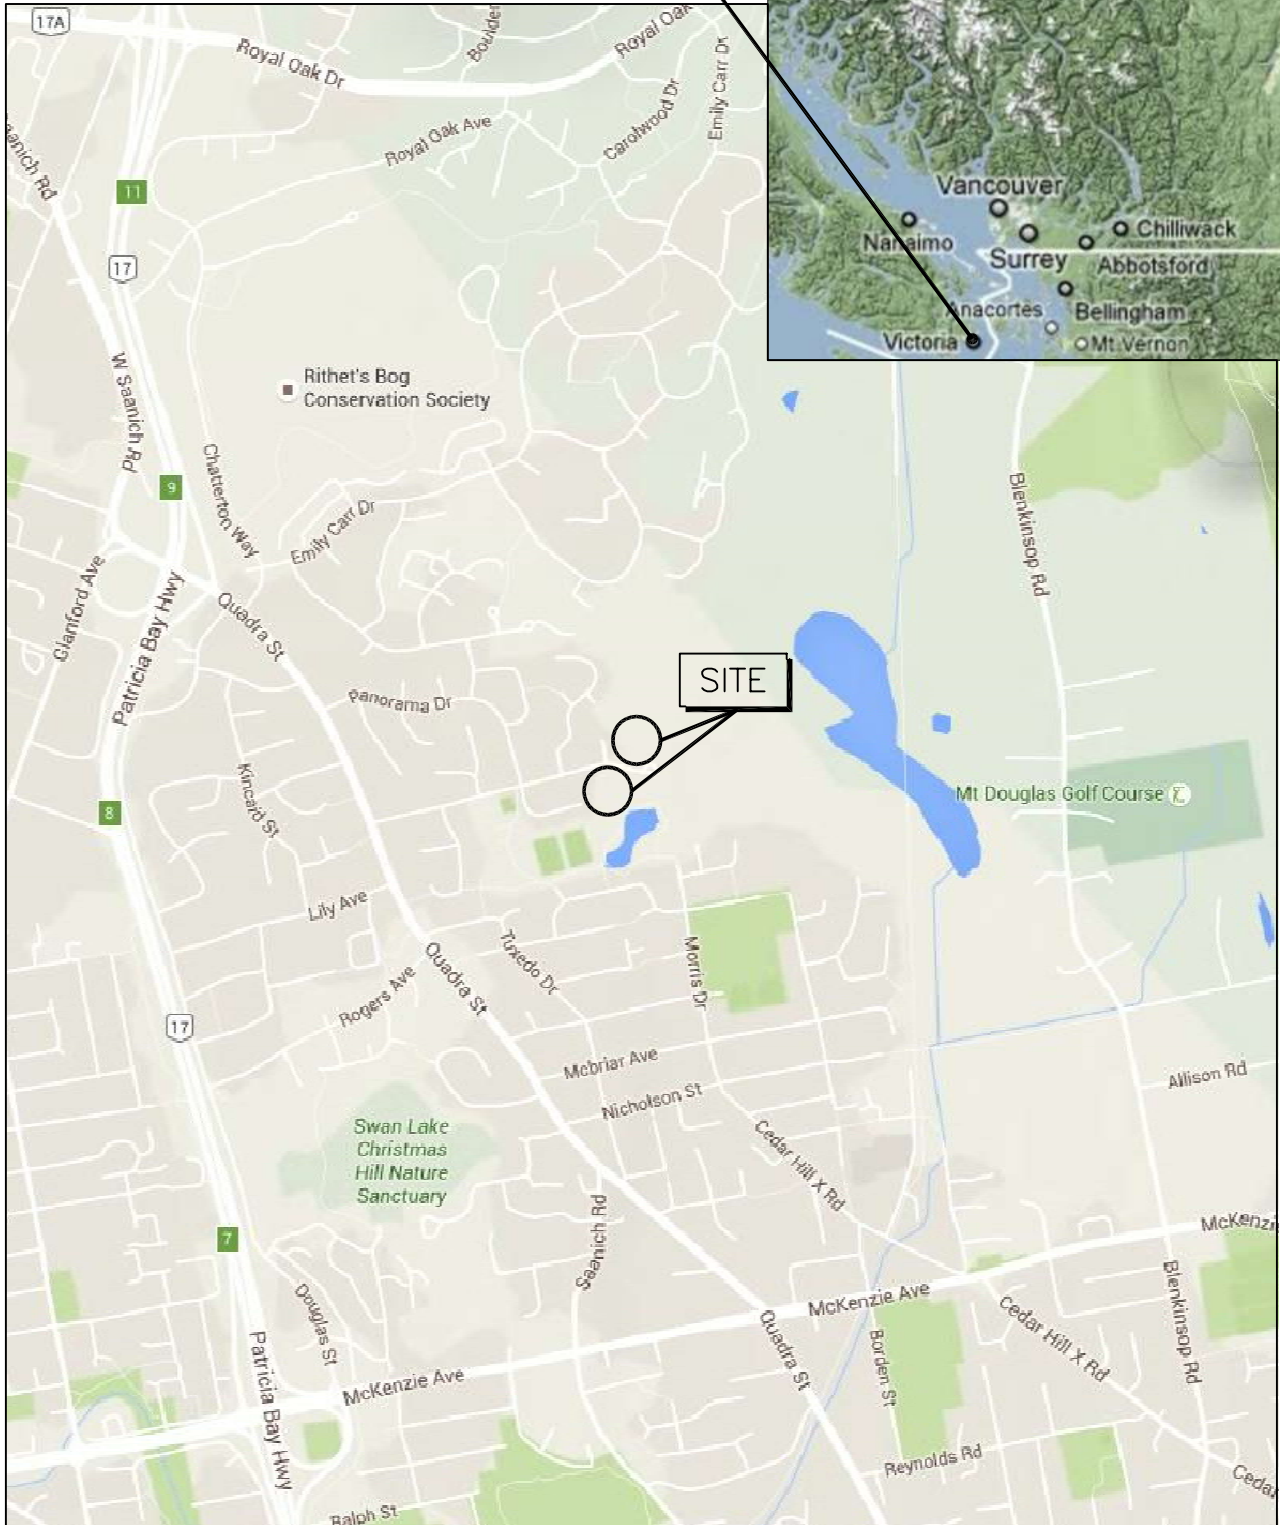 17A
Royal Oak Dr
Boulder
Royal Oak
Carolwood Dr
Emily Carr Dr
Royal Oak Ave
aanich Rd
11
17
Vancouver
Nanaimo
Chilliwack
Surrey
Abbotsford
Anacortes
Bellingham
Victoria
Mt Vernon
Rithet's Bog
Conservation Society
W Saanich Rd
9
Chatterton Way
Emily Carr Dr
Blenkinsop Rd
Glanford Ave
Patricia Bay Hwy
Quadra St
SITE
Panorama Dr
Kincard St
8
Mt Douglas Golf Course
Lily Ave
Tuxedo Dr
Morris Dr
Quadra St
Rogers Ave
17
Mcbriar Ave
Nicholson St
Allison Rd
Swan Lake
Christmas
Hill Nature
Sanctuary
Cedar Hill X Rd
Saanich Rd
7
McKenzi
Douglas St
McKenzie Ave
Blenkinsop Rd
Quadra St
Borden St
Cedar Hill X Rd
Patricia Bay Hwy
McKenzie Ave
Reynolds Rd
Cedar
Ralph St